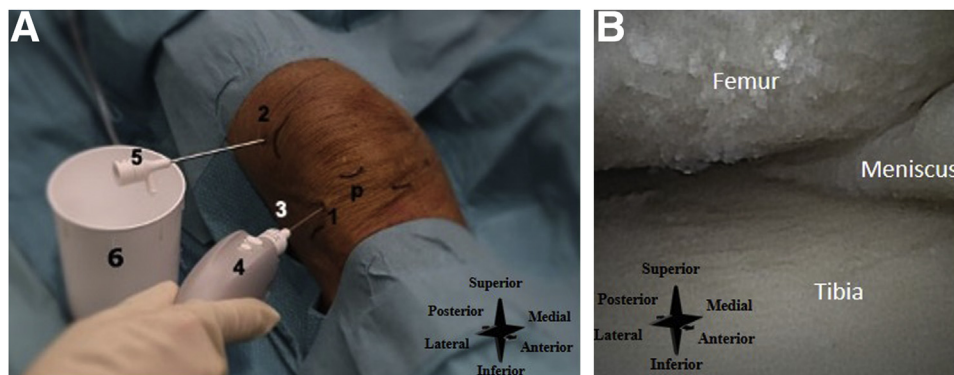 A
2
5
3
1
p
4
6
Superior
Posterior
Medial
Lateral
Anterior
Inferior
B
Femur
Meniscus
Tibia
Superior
Posterior
Medial
Lateral
Anterior
Inferior